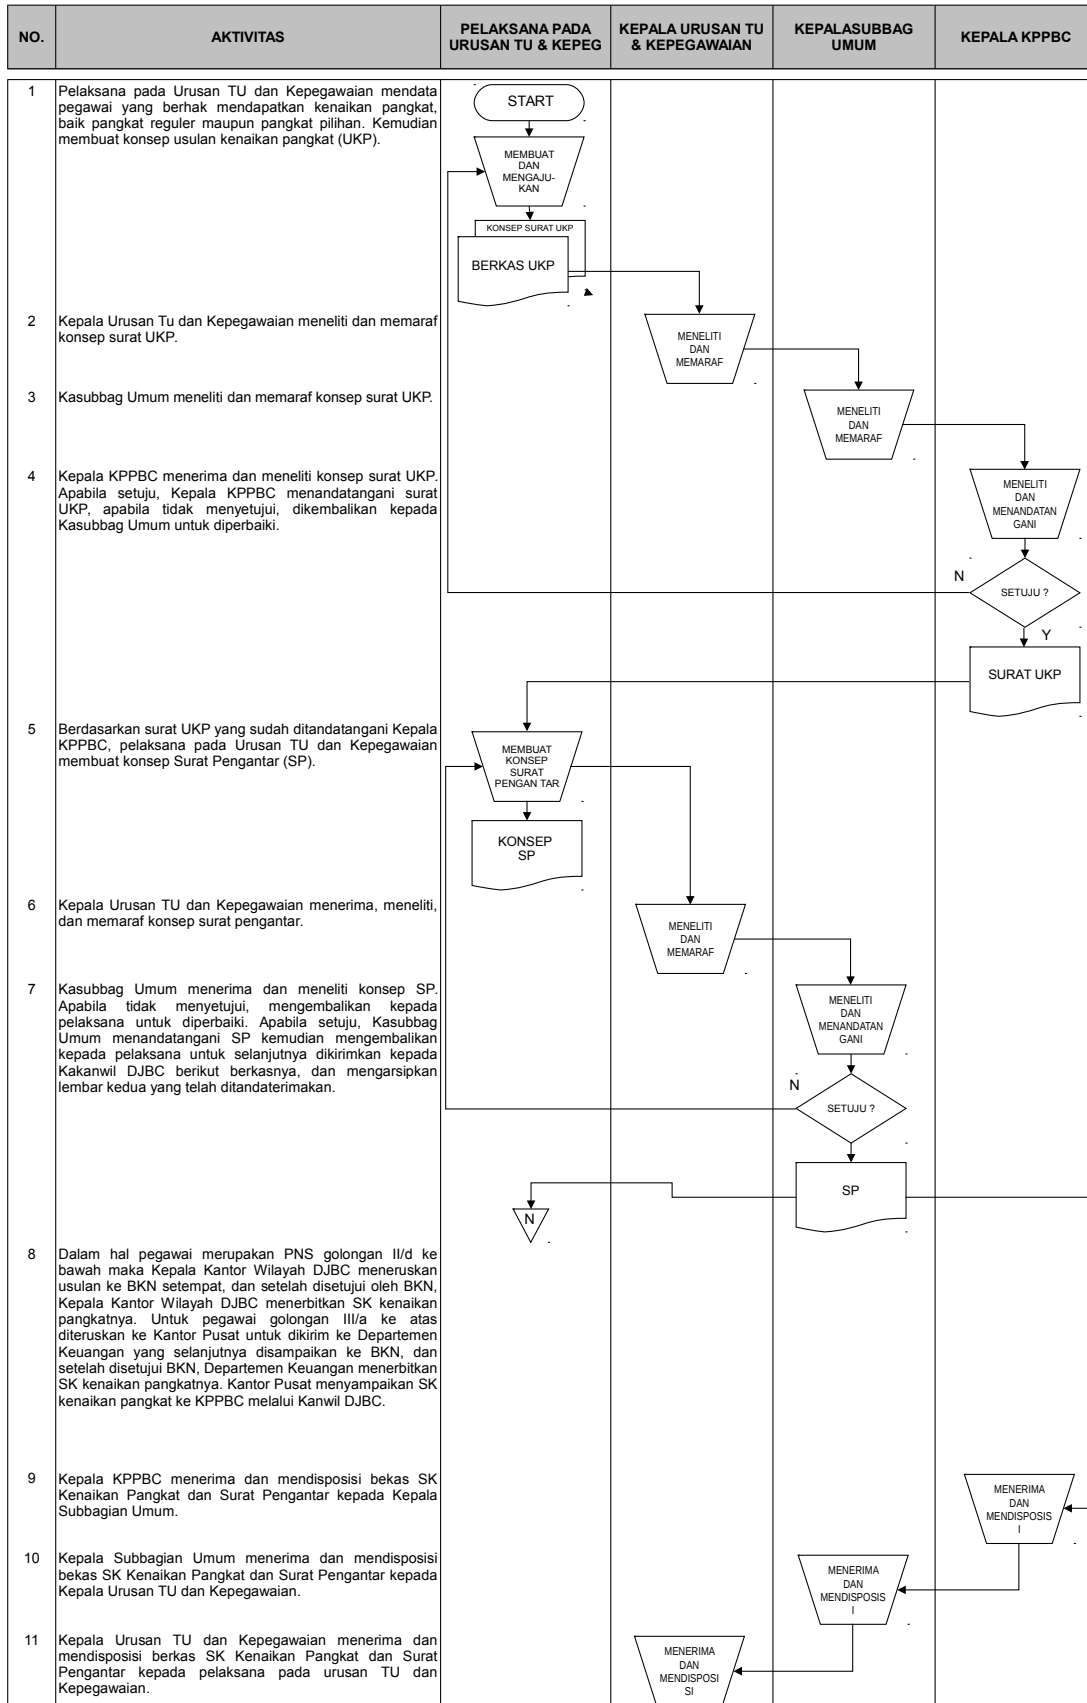 NO.
AKTIVITAS
PELAKSANA PADA
URUSAN TU & KEPEG
KEPALA URUSAN TU
& KEPEGAWAIAN
KEPALASUBBAG
UMUM
KEPALA KPPBC
1
Pelaksana pada Urusan TU dan Kepegawaian mendata
pegawai yang berhak mendapatkan kenaikan pangkat,
baik pangkat reguler maupun pangkat pilihan. Kemudian
membuat konsep usulan kenaikan pangkat (UKP).
START
MEMBUAT
DAN
MENGAJU-
KAN
KONSEP SURAT UKP
BERKAS UKP
2
Kepala Urusan Tu dan Kepegawaian meneliti dan memaraf
konsep surat UKP.
MENELITI
DAN
MEMARAF
3
Kasubbag Umum meneliti dan memaraf konsep surat UKP.
MENELITI
DAN
MEMARAF
4
Kepala KPPBC menerima dan meneliti konsep surat UKP.
Apabila setuju, Kepala KPPBC menandatangani surat
UKP, apabila tidak menyetujui, dikembalikan kepada
Kasubbag Umum untuk diperbaiki.
MENELITI
DAN
MENANDATAN
GANI
N
SETUJU ?
Y
SURAT UKP
5
Berdasarkan surat UKP yang sudah ditandatangani Kepala
KPPBC, pelaksana pada Urusan TU dan Kepegawaian
membuat konsep Surat Pengantar (SP).
MEMBUAT
KONSEP
SURAT
PENGAN TAR
KONSEP
SP
6
Kepala Urusan TU dan Kepegawaian menerima, meneliti,
dan memaraf konsep surat pengantar.
MENELITI
DAN
MEMARAF
7
Kasubbag Umum menerima dan meneliti konsep SP.
Apabila tidak menyetujui, mengembalikan kepada
pelaksana untuk diperbaiki. Apabila setuju, Kasubbag
Umum menandatangani SP kemudian mengembalikan
kepada pelaksana untuk selanjutnya dikirimkan kepada
Kakanwil DJBC berikut berkasnya, dan mengarsipkan
lembar kedua yang telah ditandaterimakan.
MENELITI
DAN
MENANDATAN
GANI
N
SETUJU ?
SP
N
8
Dalam hal pegawai merupakan PNS golongan II/d ke
bawah maka Kepala Kantor Wilayah DJBC meneruskan
usulan ke BKN setempat, dan setelah disetujui oleh BKN,
Kepala Kantor Wilayah DJBC menerbitkan SK kenaikan
pangkatnya. Untuk pegawai golongan III/a ke atas
diteruskan ke Kantor Pusat untuk dikirim ke Departemen
Keuangan yang selanjutnya disampaikan ke BKN, dan
setelah disetujui BKN, Departemen Keuangan menerbitkan
SK kenaikan pangkatnya. Kantor Pusat menyampaikan SK
kenaikan pangkat ke KPPBC melalui Kanwil DJBC.
9
Kepala KPPBC menerima dan mendisposisi bekas SK
Kenaikan Pangkat dan Surat Pengantar kepada Kepala
Subbagian Umum.
MENERIMA
DAN
MENDISPOSIS
I
10
Kepala Subbagian Umum menerima dan mendisposisi
bekas SK Kenaikan Pangkat dan Surat Pengantar kepada
Kepala Urusan TU dan Kepegawaian.
MENERIMA
DAN
MENDISPOSIS
I
11
Kepala Urusan TU dan Kepegawaian menerima dan
mendisposisi berkas SK Kenaikan Pangkat dan Surat
Pengantar kepada pelaksana pada urusan TU dan
Kepegawaian.
MENERIMA
DAN
MENDISPOSI
SI